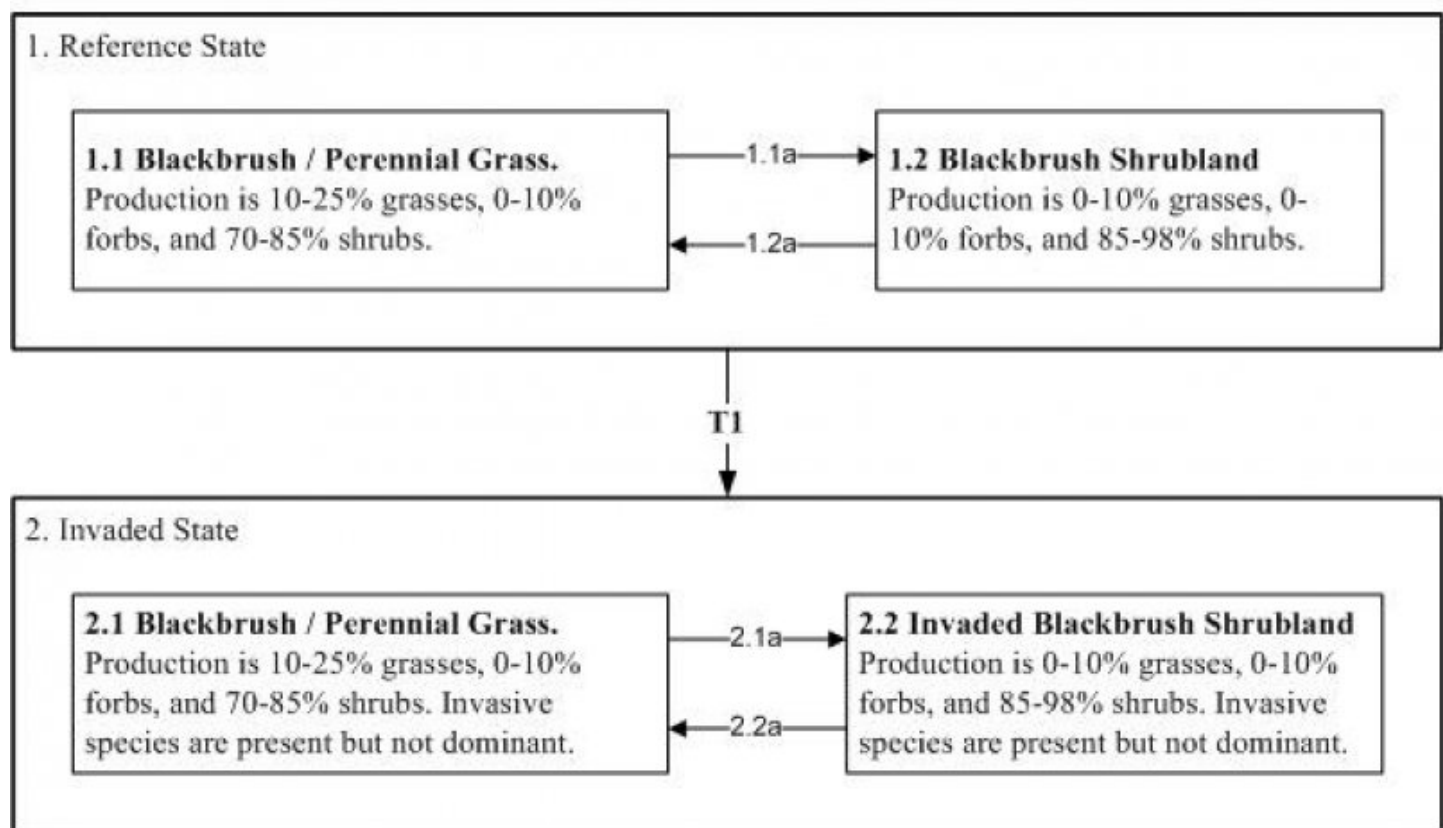 1. Reference State
1.1 Blackbrush / Perennial Grass.
Production is 10-25% grasses, 0-10%
forbs, and 70-85% shrubs.
1.1a
1.2a
1.2 Blackbrush Shrubland
Production is 0-10% grasses, 0-
10% forbs, and 85-98% shrubs.
T1
2. Invaded State
2.1 Blackbrush / Perennial Grass.
Production is 10-25% grasses, 0-10%
forbs, and 70-85% shrubs. Invasive
species are present but not dominant.
2.1a
2.2a
2.2 Invaded Blackbrush Shrubland
Production is 0-10% grasses, 0-10%
forbs, and 85-98% shrubs. Invasive
species are present but not dominant.